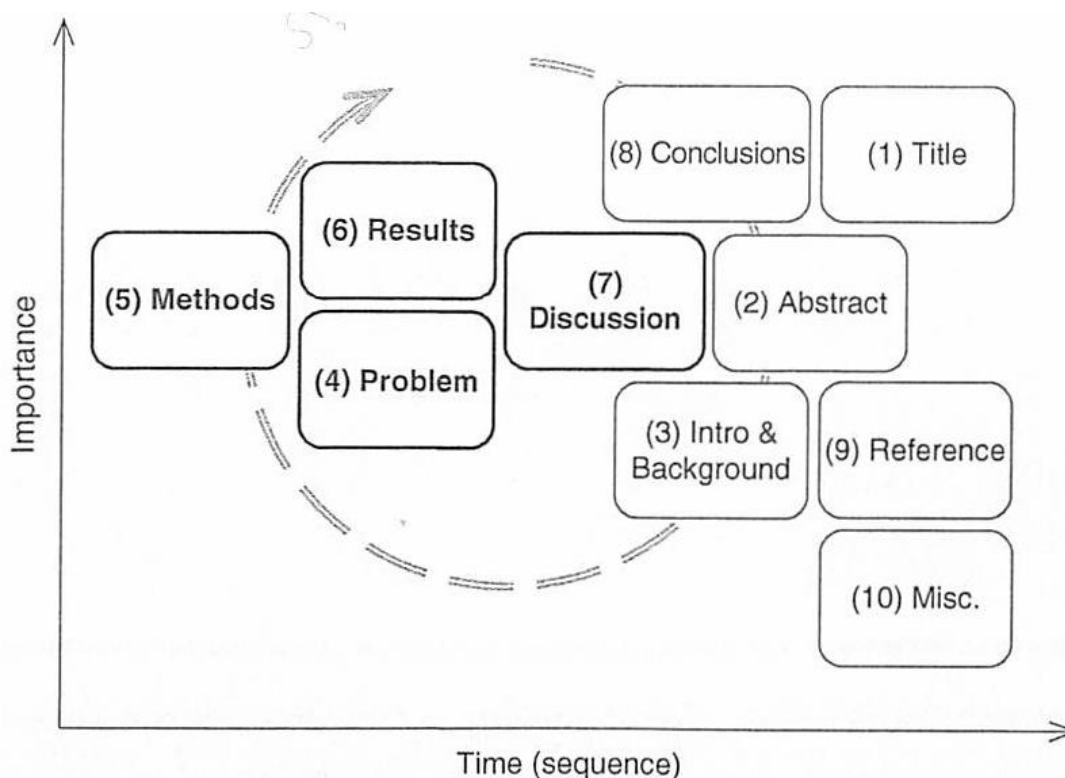 Importance
(8) Conclusions
(1) Title
(6) Results
(5) Methods
(7)
Discussion
(2) Abstract
(4) Problem
(3) Intro &
Background
(9) Reference
(10) Misc.
Time (sequence)